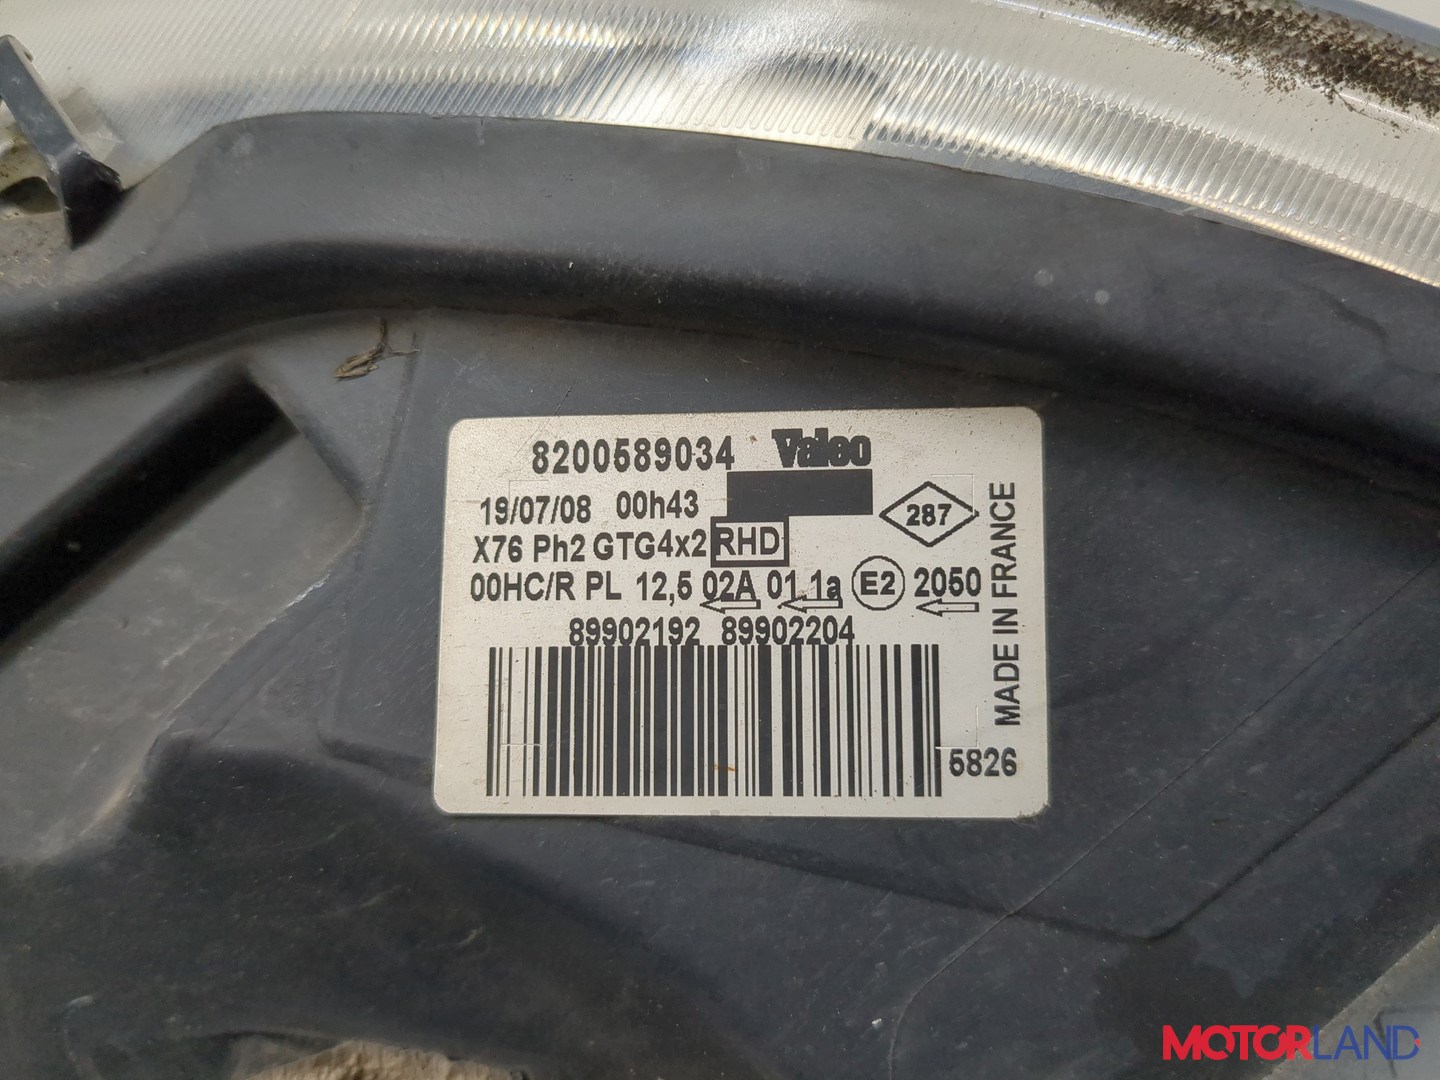 8200589034 Valeo
19/07/08 00h43
287
X76 Ph2 GTG4x2 RHD
00HC/R PL 12,5 02A 01 1a E2 2050
89902192 89902204
5826
MADE IN FRANCE
MOTORLAND